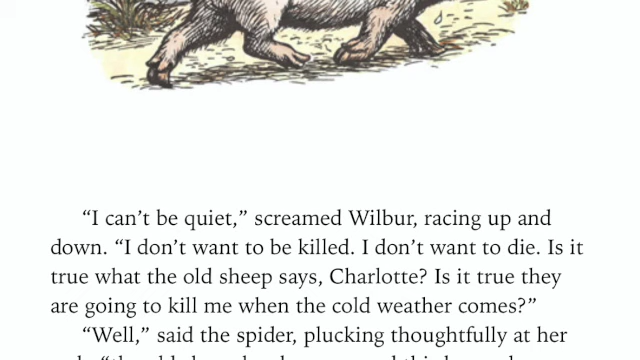 “I can’t be quiet,” screamed Wilbur, racing up and
down. “I don’t want to be killed. I don’t want to die. Is it
true what the old sheep says, Charlotte? Is it true they
are going to kill me when the cold weather comes?”
“Well,” said the spider, plucking thoughtfully at her